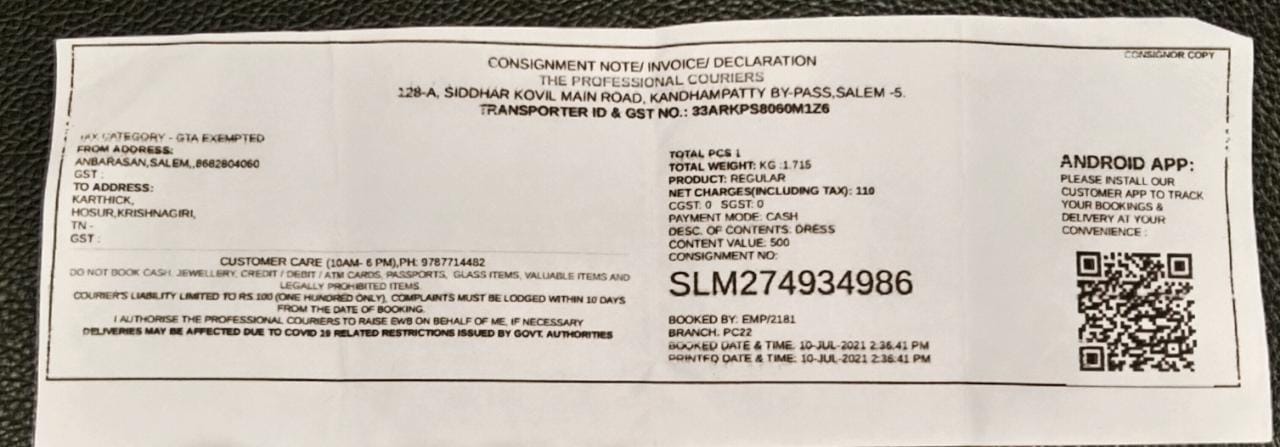 CONSIGNOR COPY
CONSIGNMENT NOTE/ INVOICE/ DECLARATION
THE PROFESSIONAL COURIERS
128-A, SIDDHAR KOVIL MAIN ROAD, KANDHAMPATTY BY-PASS,SALEM -5.
TRANSPORTER ID & GST NO.: 33ARKPS8060M1Z6
TAX CATEGORY - GTA EXEMPTED
FROM ADDRESS:
ANBARASAN,SALEM,,8682804060
GST :
TO ADDRESS:
KARTHICK,
HOSUR,KRISHNAGIRI,
TN -
GST :
CUSTOMER CARE (10AM- 6 PM),PH: 9787714482
DO NOT BOOK CASH, JEWELLERY, CREDIT / DEBIT / ATM CARDS, PASSPORTS, GLASS ITEMS, VALUABLE ITEMS AND
LEGALLY PROHIBITED ITEMS.
COURIER'S LIABILITY LIMITED TO RS.100 (ONE HUNDRED ONLY), COMPLAINTS MUST BE LODGED WITHIN 10 DAYS
FROM THE DATE OF BOOKING.
I AUTHORISE THE PROFESSIONAL COURIERS TO RAISE EWB ON BEHALF OF ME, IF NECESSARY
DELIVERIES MAY BE AFFECTED DUE TO COVID 19 RELATED RESTRICTIONS ISSUED BY GOVT. AUTHORITIES
TOTAL PCS 1
TOTAL WEIGHT: KG :1.715
PRODUCT: REGULAR
NET CHARGES(INCLUDING TAX): 110
CGST: 0 SGST: 0
PAYMENT MODE: CASH
DESC. OF CONTENTS: DRESS
CONTENT VALUE: 500
CONSIGNMENT NO:
SLM274934986
BOOKED BY: EMP/2181
BRANCH: PC22
BOOKED DATE & TIME: 10-JUL-2021 2:36:41 PM
PRINTED DATE & TIME: 10-JUL-2021 2:36:41 PM
ANDROID APP:
PLEASE INSTALL OUR
CUSTOMER APP TO TRACK
YOUR BOOKINGS &
DELIVERY AT YOUR
CONVENIENCE :